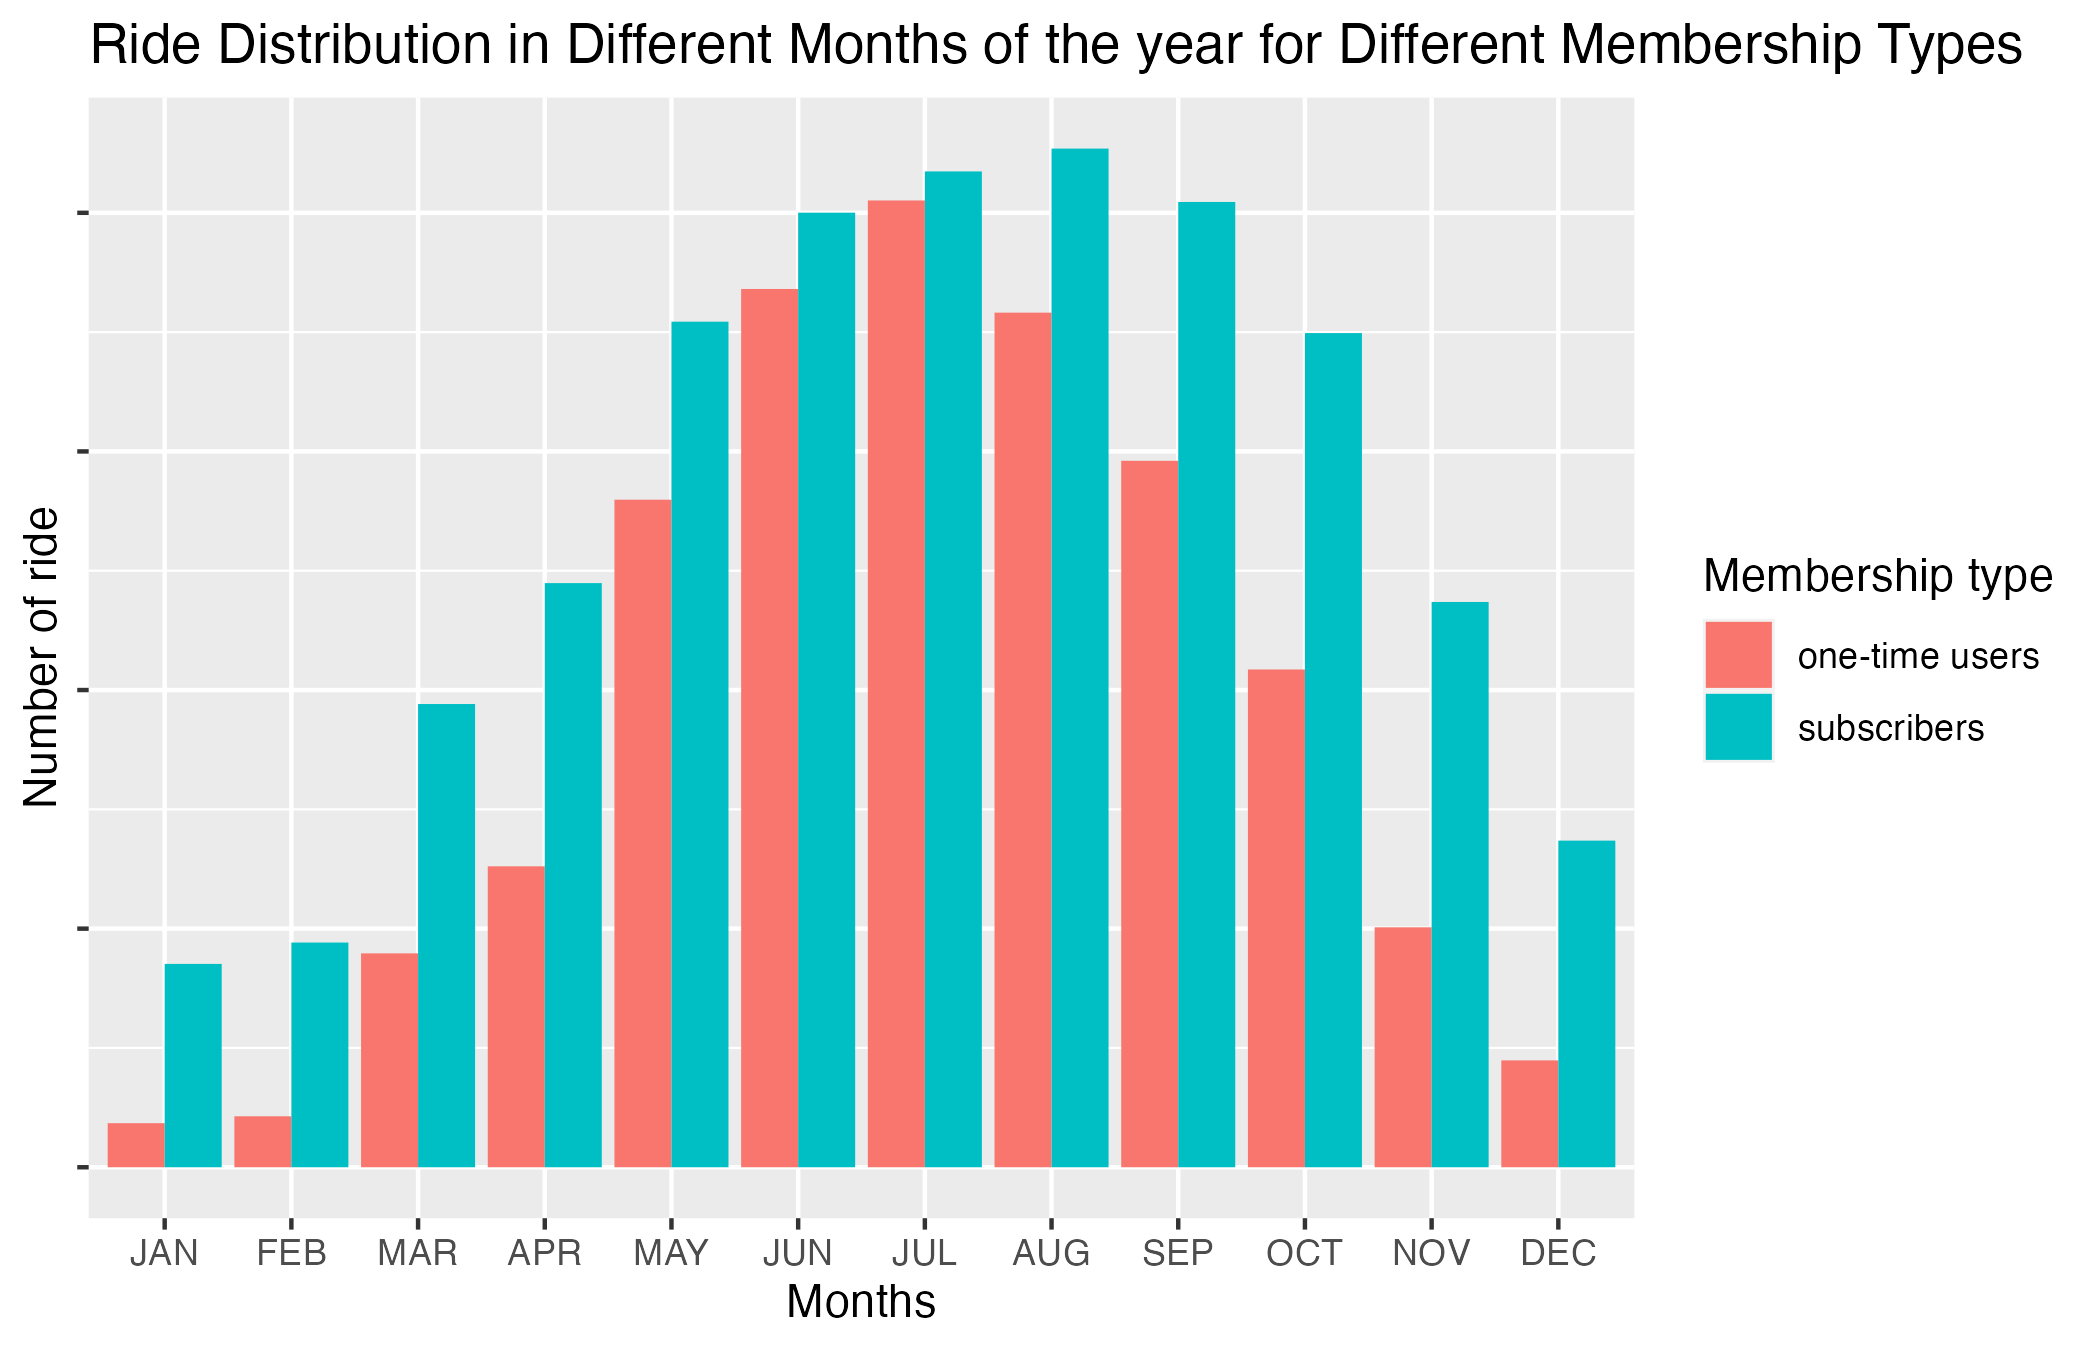 Ride Distribution in Different Months of the year for Different Membership Types
Number of ride
Membership type
one-time users
subscribers
JAN FEB MAR APR MAY JUN JUL AUG SEP OCT NOV DEC
Months